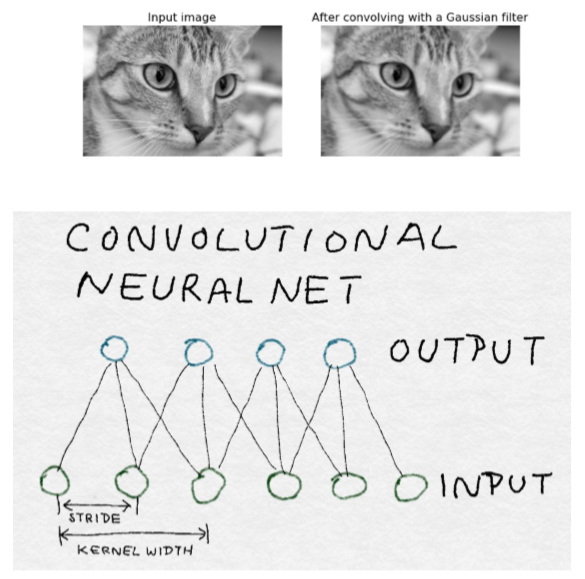 Input image
After convolving with a Gaussian filter
CONVOLUTIONAL
NEURAL NET
OUTPUT
INPUT
STRIDE
KERNEL WIDTH